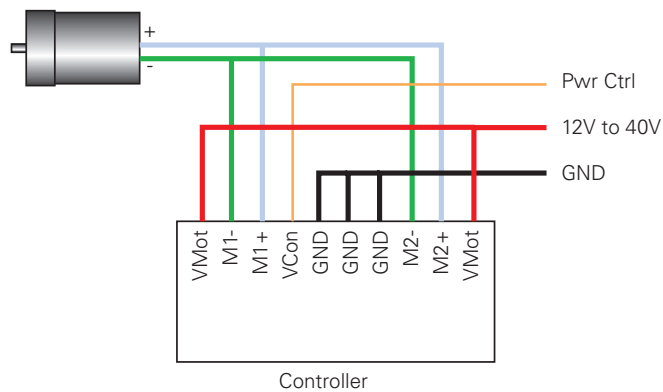 +
-
Pwr Ctrl
12V to 40V
GND
VMot
M1-
M1+
VCon
GND
GND
GND
M2-
M2+
VMot
Controller